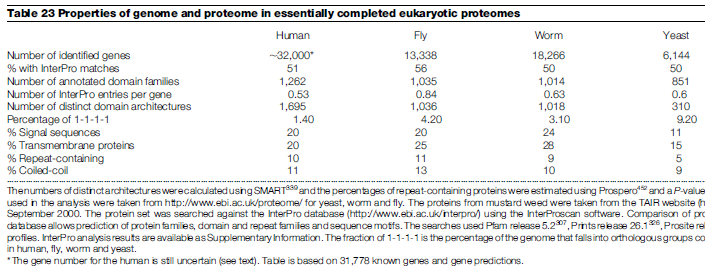 Table 23 Properties of genome and proteome in essentially completed eukaryotic proteomes
Human Fly Worm Yeast
Number of identified genes ~32,000* 13,338 18,266 6,144
% with InterPro matches 51 56 50 50
Number of annotated domain families 1,262 1,035 1,014 851
Number of InterPro entries per gene 0.53 0.84 0.63 0.6
Number of distinct domain architectures 1,695 1,036 1,018 310
Percentage of 1-1-1-1 1.40 4.20 3.10 9.20
% Signal sequences 20 20 24 11
% Transmembrane proteins 20 25 28 15
% Repeat-containing 10 11 9 5
% Coiled-coil 11 13 10 9
The numbers of distinct architectures were calculated using SMART339 and the percentages of repeat-containing proteins were estimated using Prospero452 and a P-value
used in the analysis were taken from http://www.ebi.ac.uk/proteome/ for yeast, worm and fly. The proteins from mustard weed were taken from the TAIR website (h
September 2000. The protein set was searched against the InterPro database (http://www.ebi.ac.uk/interpro/) using the InterProscan software. Comparison of pro
database allows prediction of protein families, domain and repeat families and sequence motifs. The searches used Pfam release 5.2307, Prints release 26.1326, Prosite rel
profiles. InterPro analysis results are available as Supplementary Information. The fraction of 1-1-1-1 is the percentage of the genome that falls into orthologous groups co
in human, fly, worm and yeast.
* The gene number for the human is still uncertain (see text). Table is based on 31,778 known genes and gene predictions.